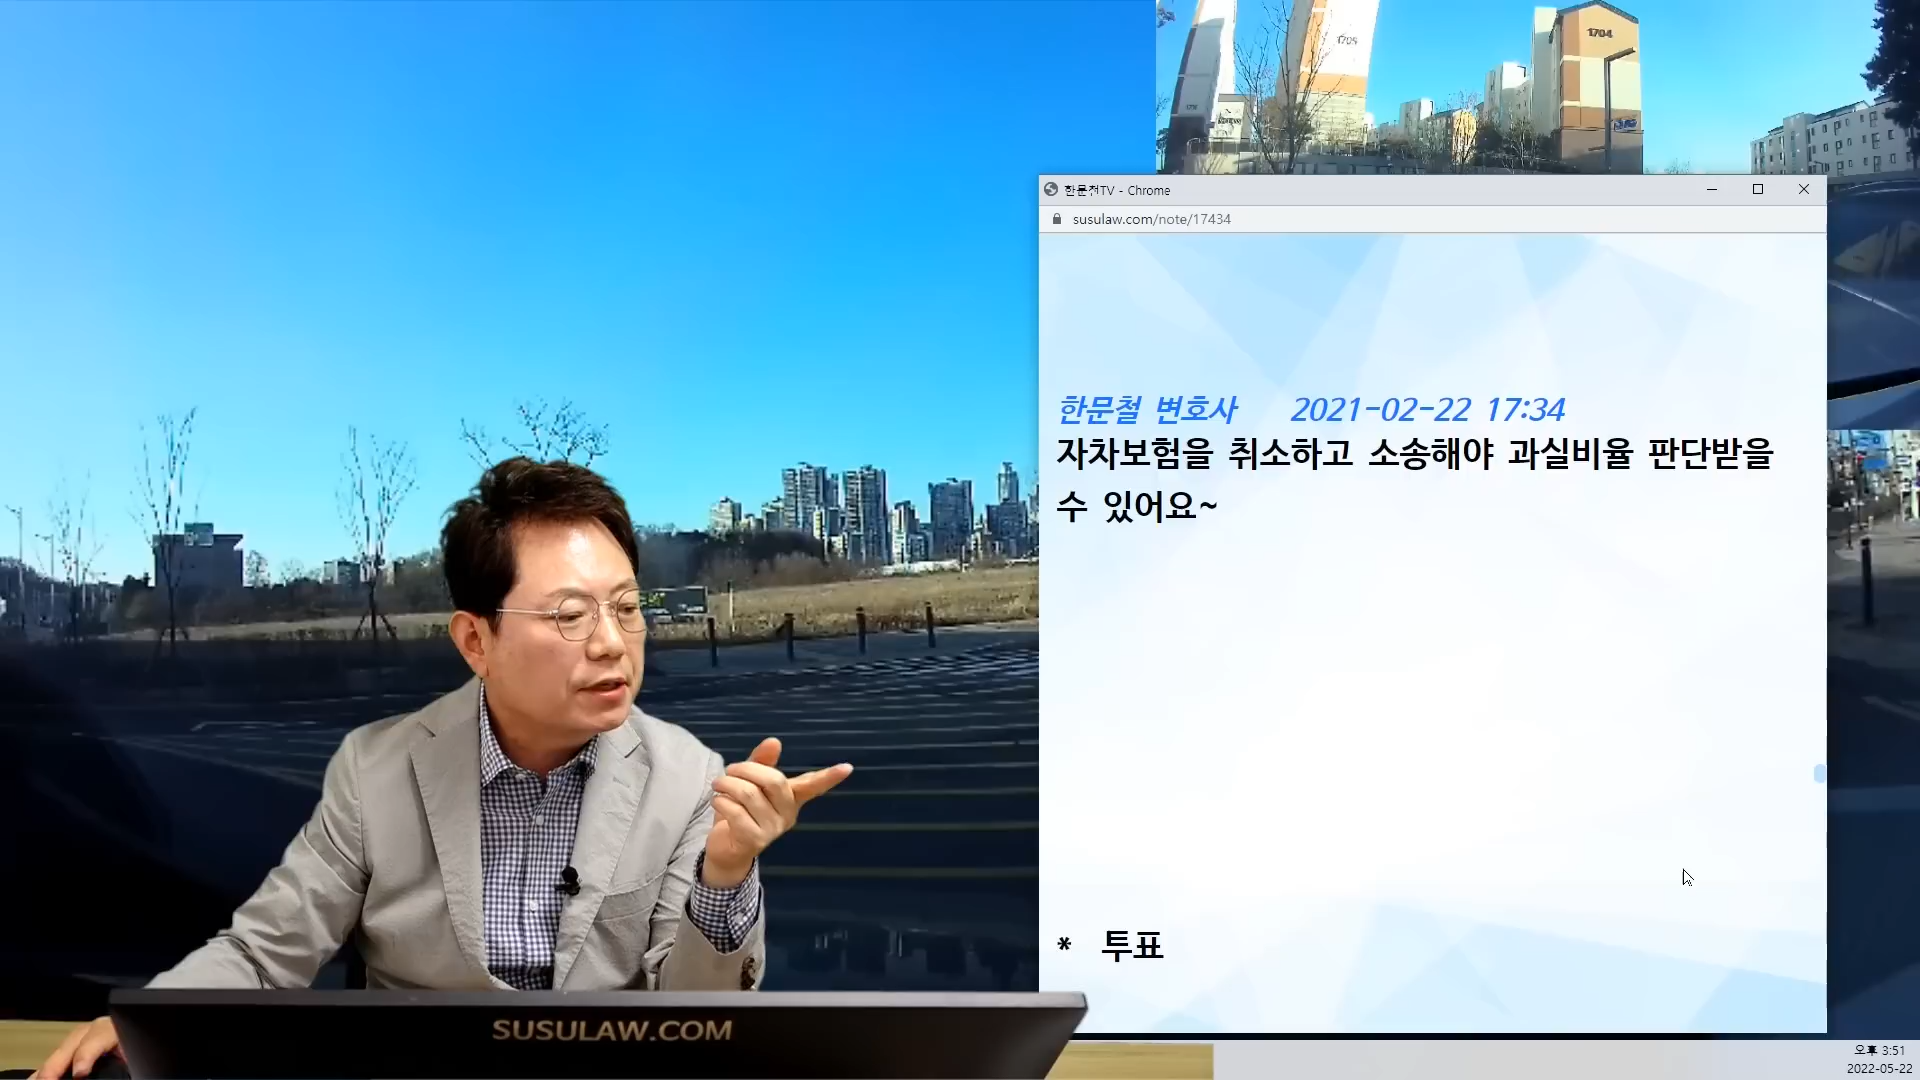 1705
1704
한문철TV - Chrome
susulaw.com/note/17434
한문철 변호사 2021-02-22 17:34
자차보험을 취소하고 소송해야 과실비율 판단받을
수 있어요~
* 투표
SUSULAW.COM
오후 3:51
2022-05-22